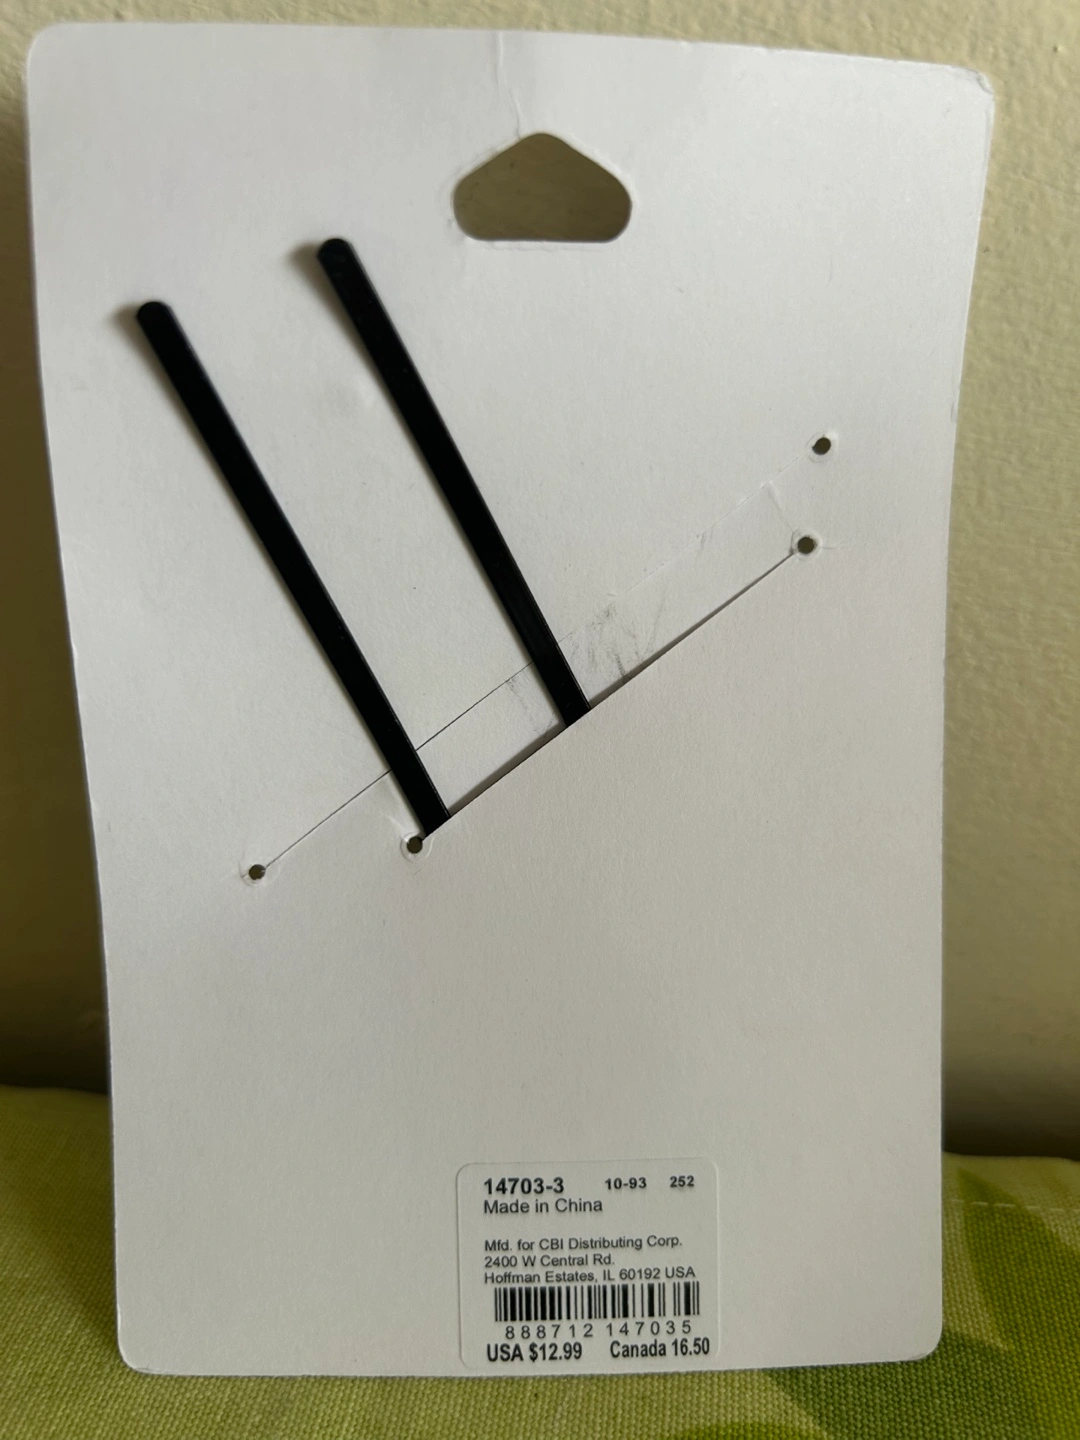 14703-3 10-93 252
Made in China
Mfd. for CBI Distributing Corp.
2400 W Central Rd.
Hoffman Estates, IL 60192 USA
888712 147035
USA $12.99 Canada 16.50